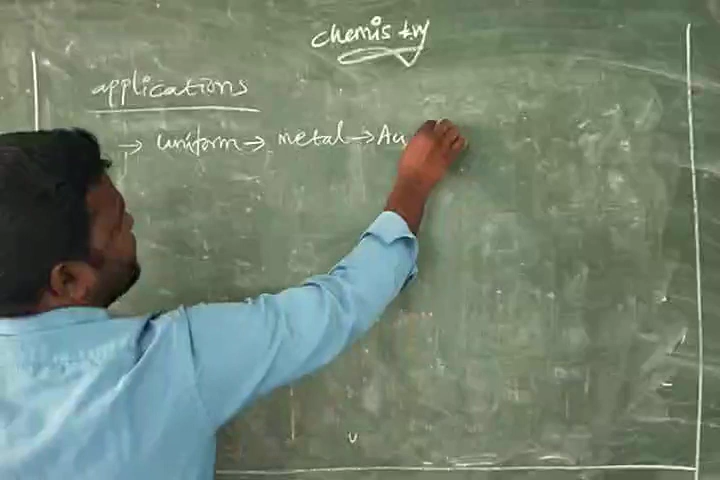 chemistry
applications
→ uniform → metal → Au